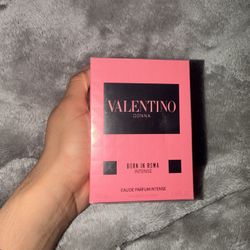 VALENTINO
DONNA
BORN IN ROMA
INTENSE
EAU DE PARFUM INTENSE